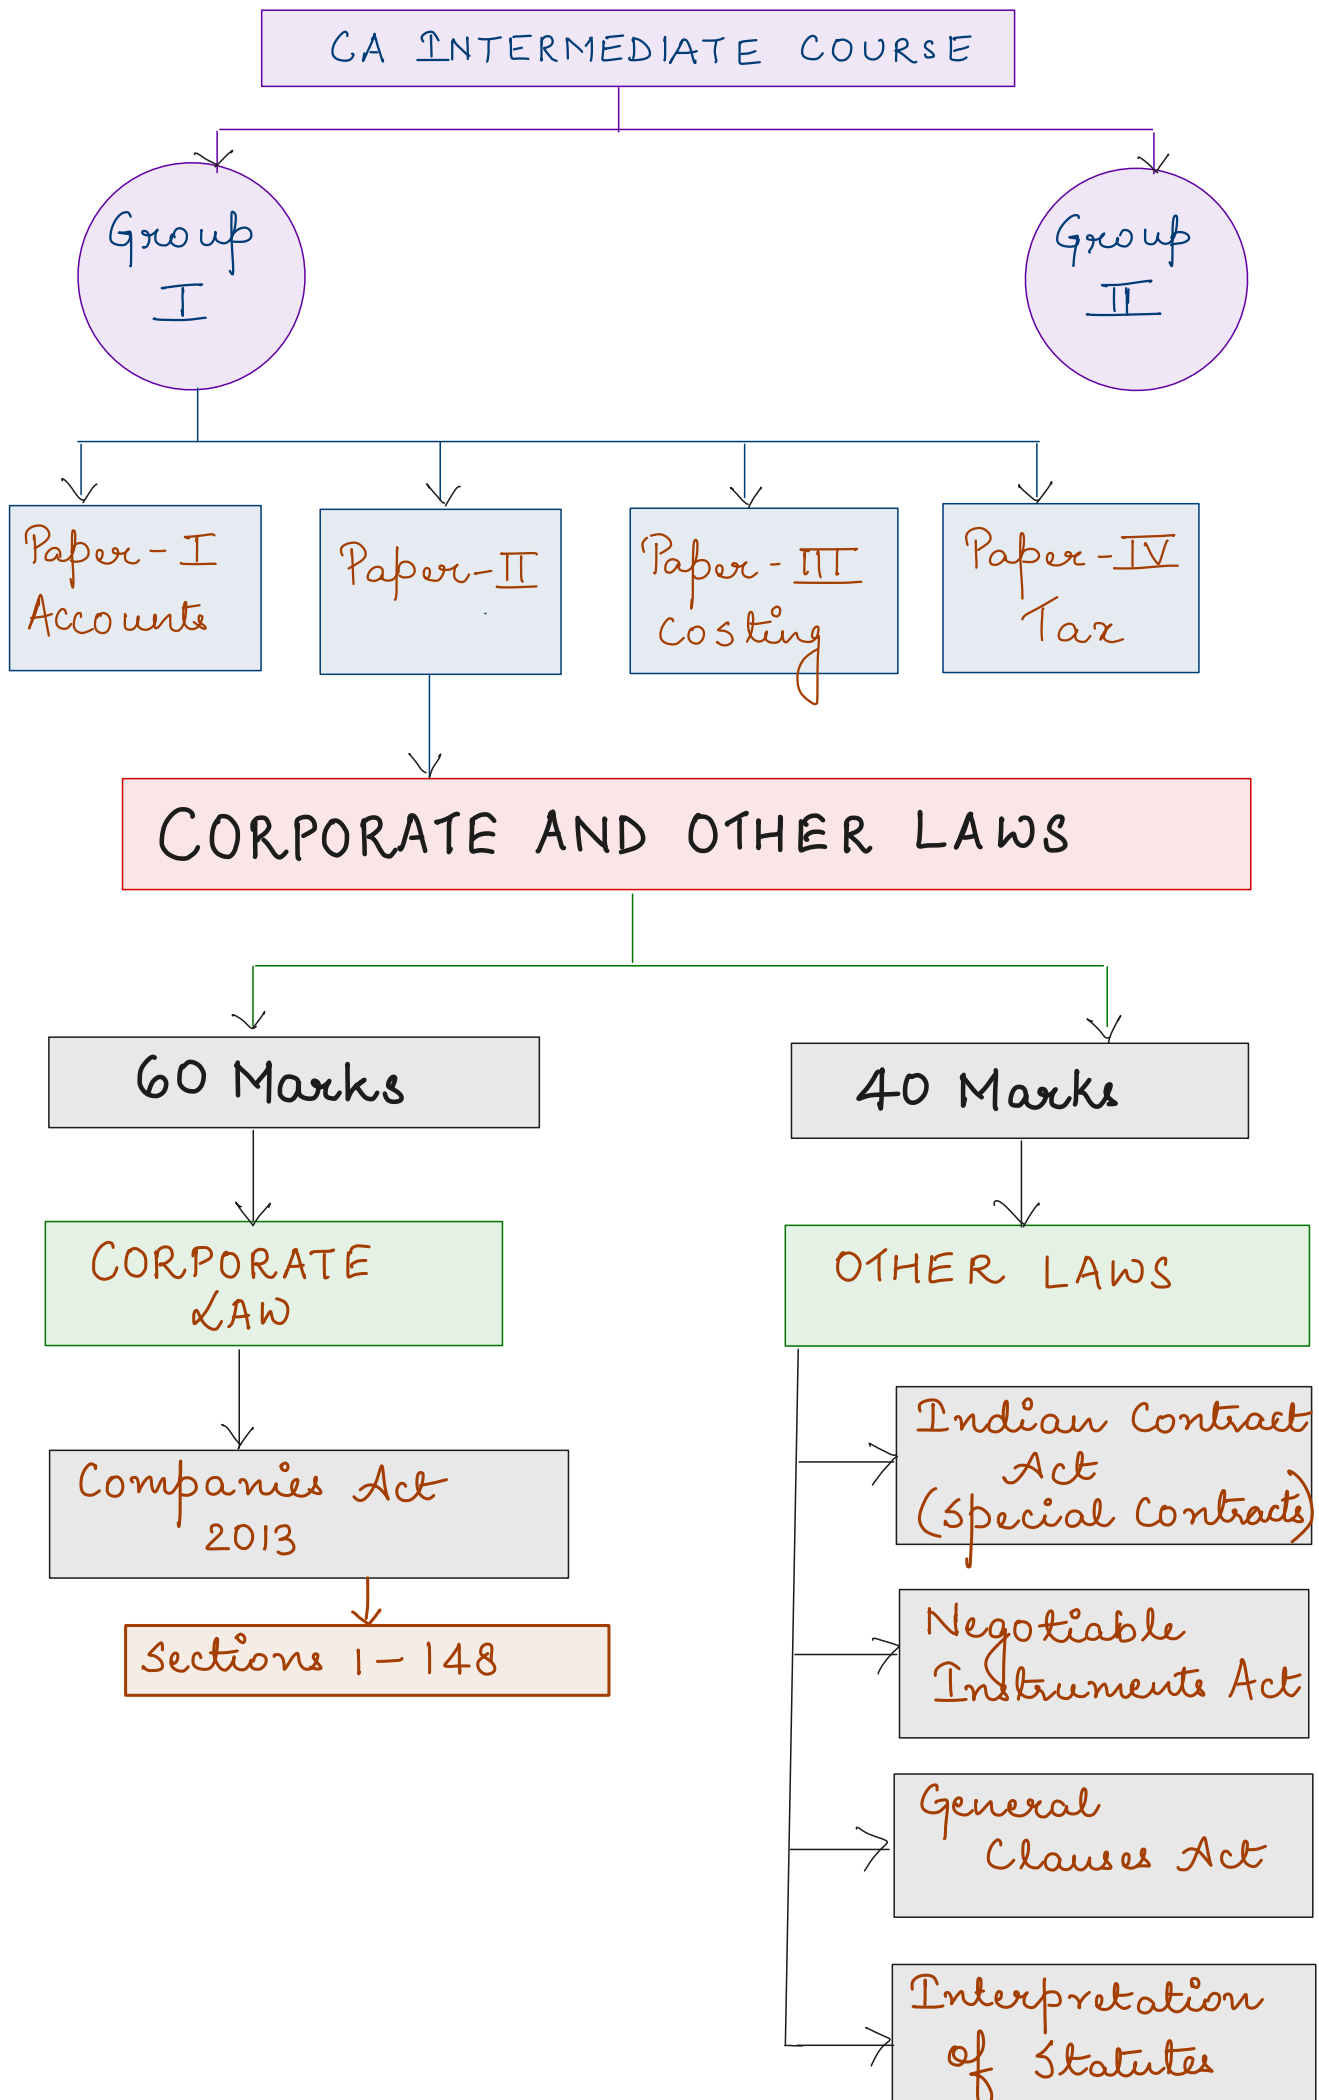 CA INTERMEDIATE COURSE
Group
I
Group
II
Paper - I
Accounts
Paper - II
Paper - III
Costing
Paper - IV
Tax
CORPORATE AND OTHER LAWS
60 Marks
40 Marks
CORPORATE
LAW
OTHER LAWS
Companies Act
2013
Sections 1 - 148
Indian Contract
Act
(Special Contracts)
Negotiable
Instruments Act
General
Clauses Act
Interpretation
of Statutes